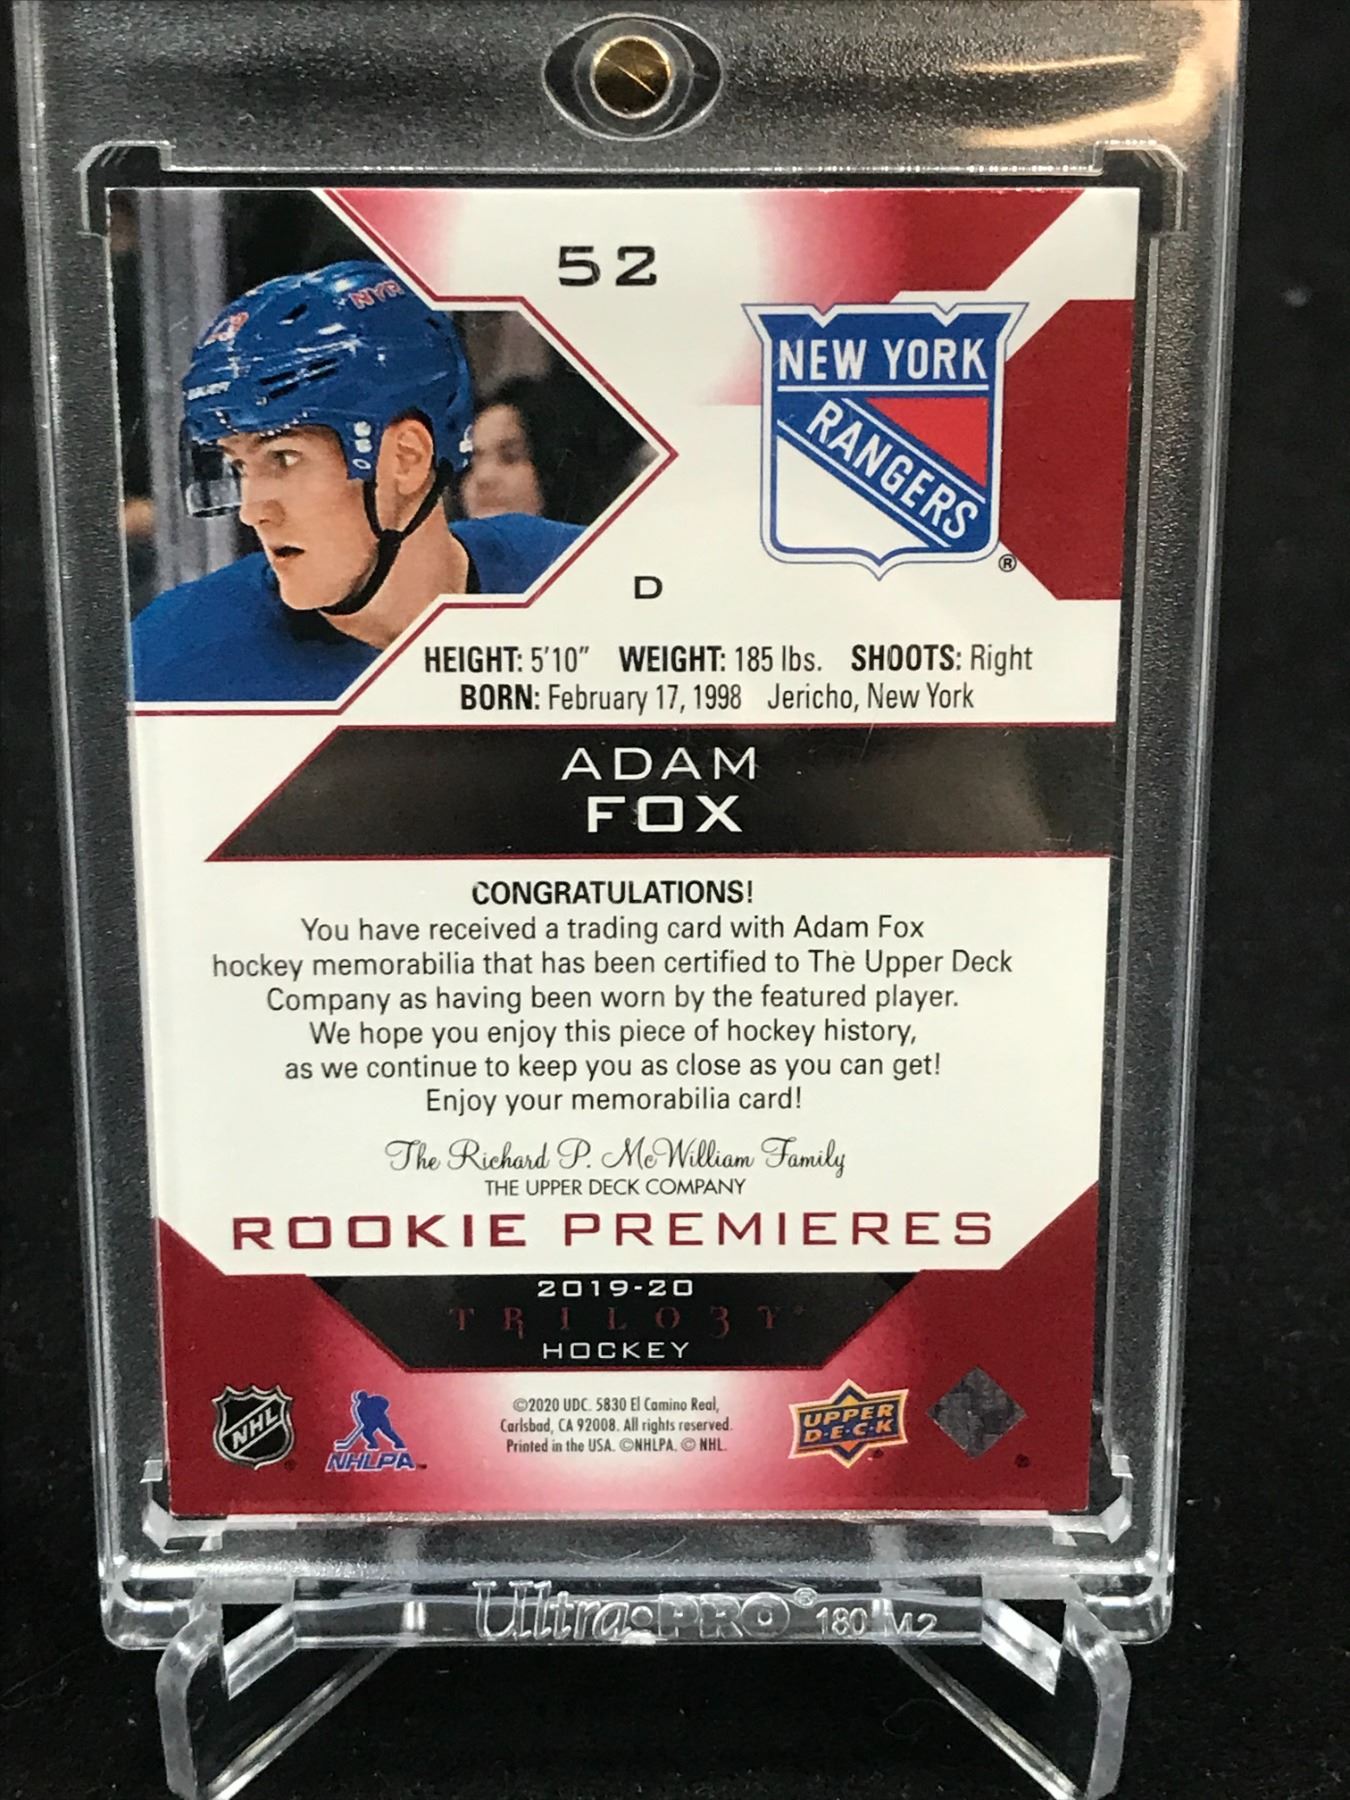 52
NYR
NEW YORK
RANGERS
®
D
HEIGHT: 5'10" WEIGHT: 185 lbs. SHOOTS: Right
BORN: February 17, 1998 Jericho, New York
ADAM
FOX
CONGRATULATIONS!
You have received a trading card with Adam Fox
hockey memorabilia that has been certified to The Upper Deck
Company as having been worn by the featured player.
We hope you enjoy this piece of hockey history,
as we continue to keep you as close as you can get!
Enjoy your memorabilia card!
The Richard P. McWilliam Family
THE UPPER DECK COMPANY
ROOKIE PREMIERES
2019-20
TRILOGY
HOCKEY
NHL
NHLPA
©2020 UDC. 5830 El Camino Real,
Carlsbad, CA 92008. All rights reserved.
Printed in the USA. ©NHLPA. © NHL.
UPPER
D·E·C·K
Ultra·PRO® 180 M2